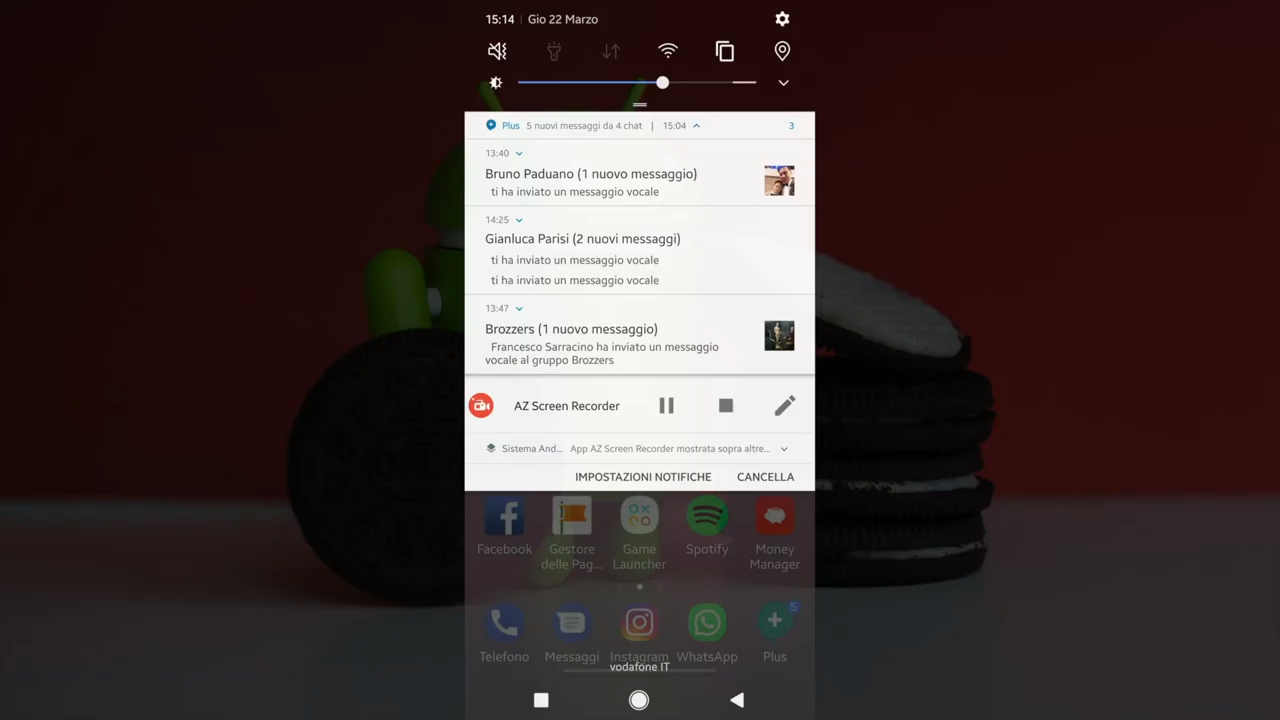 15:14 | Gio 22 Marzo
Plus 5 nuovi messaggi da 4 chat | 15:04 3
13:40
Bruno Paduano (1 nuovo messaggio)
ti ha inviato un messaggio vocale
14:25
Gianluca Parisi (2 nuovi messaggi)
ti ha inviato un messaggio vocale
ti ha inviato un messaggio vocale
13:47
Brozzers (1 nuovo messaggio)
Francesco Sarracino ha inviato un messaggio
vocale al gruppo Brozzers
AZ Screen Recorder
Sistema And... App AZ Screen Recorder mostrata sopra altre...
IMPOSTAZIONI NOTIFICHE CANCELLA
Facebook Gestore Game Spotify Money
delle Pag... Launcher Manager
5
Telefono Messaggi Instagram WhatsApp Plus
vodafone IT